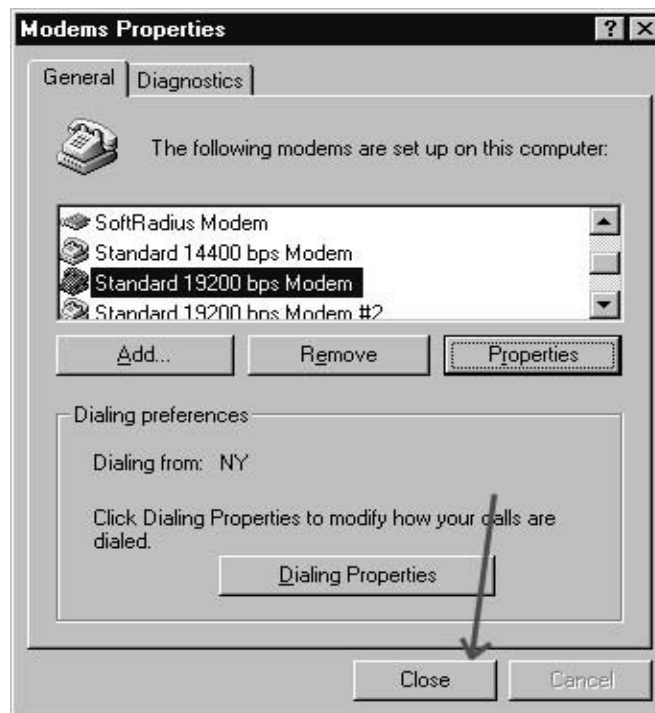 Modems Properties
General
Diagnostics
The following modems are set up on this computer:
SoftRadius Modem
Standard 14400 bps Modem
Standard 19200 bps Modem
Standard 19200 bps Modem #2
Add...
Remove
Properties
Dialing preferences
Dialing from: NY
Click Dialing Properties to modify how your calls are
dialed.
Dialing Properties
Close
Cancel